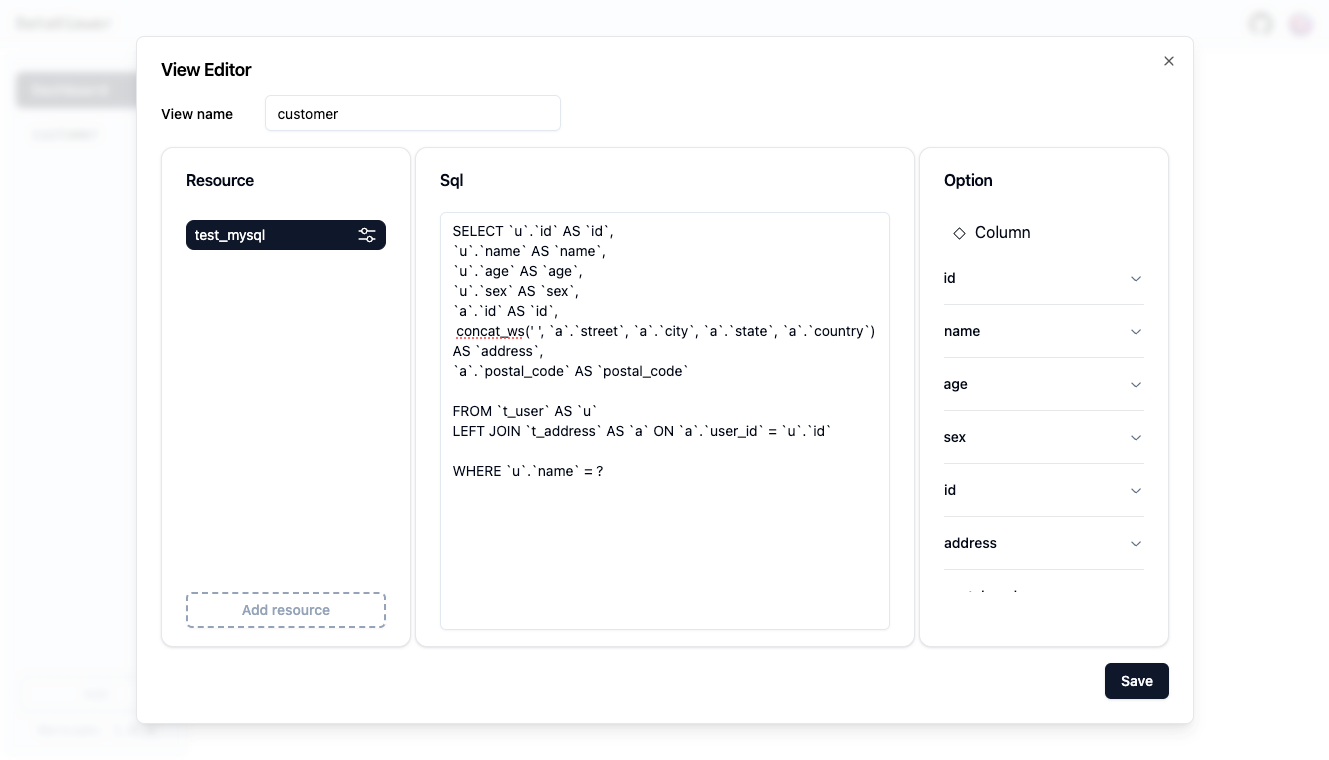 View Editor
View name
customer
Resource
test_mysql
Add resource
Sql
SELECT `u`.`id` AS `id`,
`u`.`name` AS `name`,
`u`.`age` AS `age`,
`u`.`sex` AS `sex`,
`a`.`id` AS `id`,
concat_ws(' ', `a`.`street`, `a`.`city`, `a`.`state`, `a`.`country`)
AS `address`,
`a`.`postal_code` AS `postal_code`
FROM `t_user` AS `u`
LEFT JOIN `t_address` AS `a` ON `a`.`user_id` = `u`.`id`
WHERE `u`.`name` = ?
Option
Column
id
name
age
sex
id
address
Save